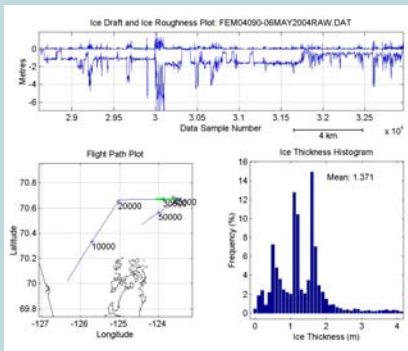 Ice Draft and Ice Roughness Plot: FEM04090-06MAY2004RAW.DAT
Metres
2
0
-2
-4
-6
2.9 2.95 3 3.05 3.1 3.15 3.2 3.25
Data Sample Number
4 km
Flight Path Plot
Latitude
70.8
70.6
70.4
70.2
70
69.8
20000
50000
10000
-127 -126 -125 -124
Longitude
Ice Thickness Histogram
Mean: 1.371
Frequency (%)
16
14
12
10
8
6
4
2
0
0 1 2 3 4
Ice Thickness (m)